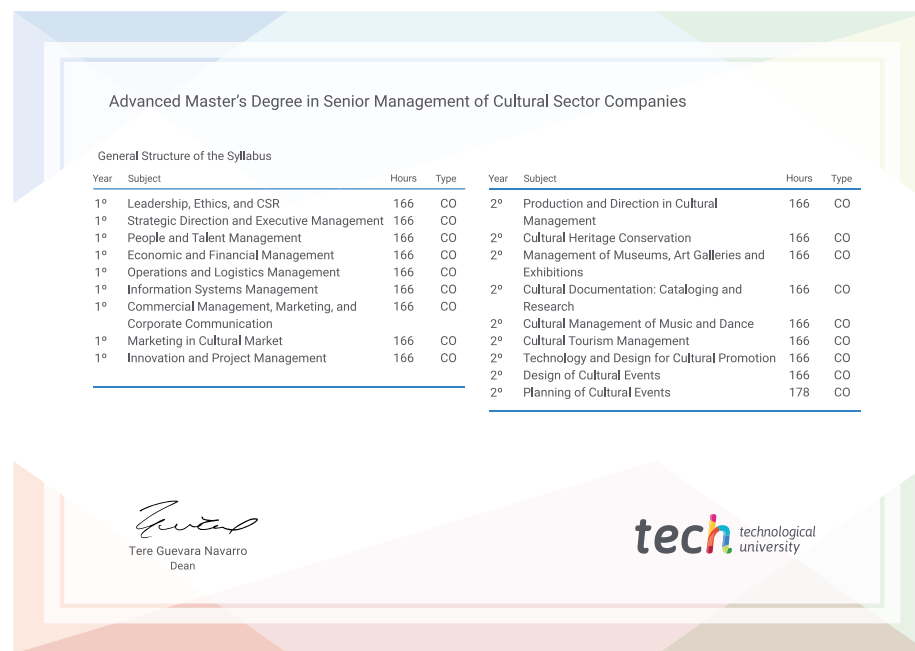 Advanced Master's Degree in Senior Management of Cultural Sector Companies
General Structure of the Syllabus
Year Subject Hours Type
1º Leadership, Ethics, and CSR 166 CO
1º Strategic Direction and Executive Management 166 CO
1º People and Talent Management 166 CO
1º Economic and Financial Management 166 CO
1º Operations and Logistics Management 166 CO
1º Information Systems Management 166 CO
1º Commercial Management, Marketing, and 166 CO
Corporate Communication
1º Marketing in Cultural Market 166 CO
1º Innovation and Project Management 166 CO
Year Subject Hours Type
2º Production and Direction in Cultural 166 CO
Management
2º Cultural Heritage Conservation 166 CO
2º Management of Museums, Art Galleries and 166 CO
Exhibitions
2º Cultural Documentation: Cataloging and 166 CO
Research
2º Cultural Management of Music and Dance 166 CO
2º Cultural Tourism Management 166 CO
2º Technology and Design for Cultural Promotion 166 CO
2º Design of Cultural Events 166 CO
2º Planning of Cultural Events 178 CO
Tere Guevara Navarro
Dean
tech technological
university